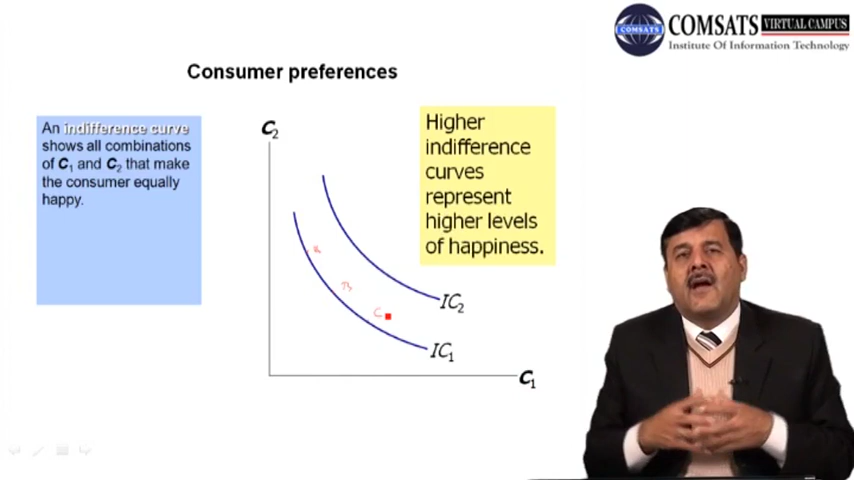 COMSATS VIRTUAL CAMPUS
COMSATS
Institute Of Information Technology
Consumer preferences
An indifference curve
shows all combinations
of C1 and C2 that make
the consumer equally
happy.
C2
Higher
indifference
curves
represent
higher levels
of happiness.
B
C
IC2
IC1
C1